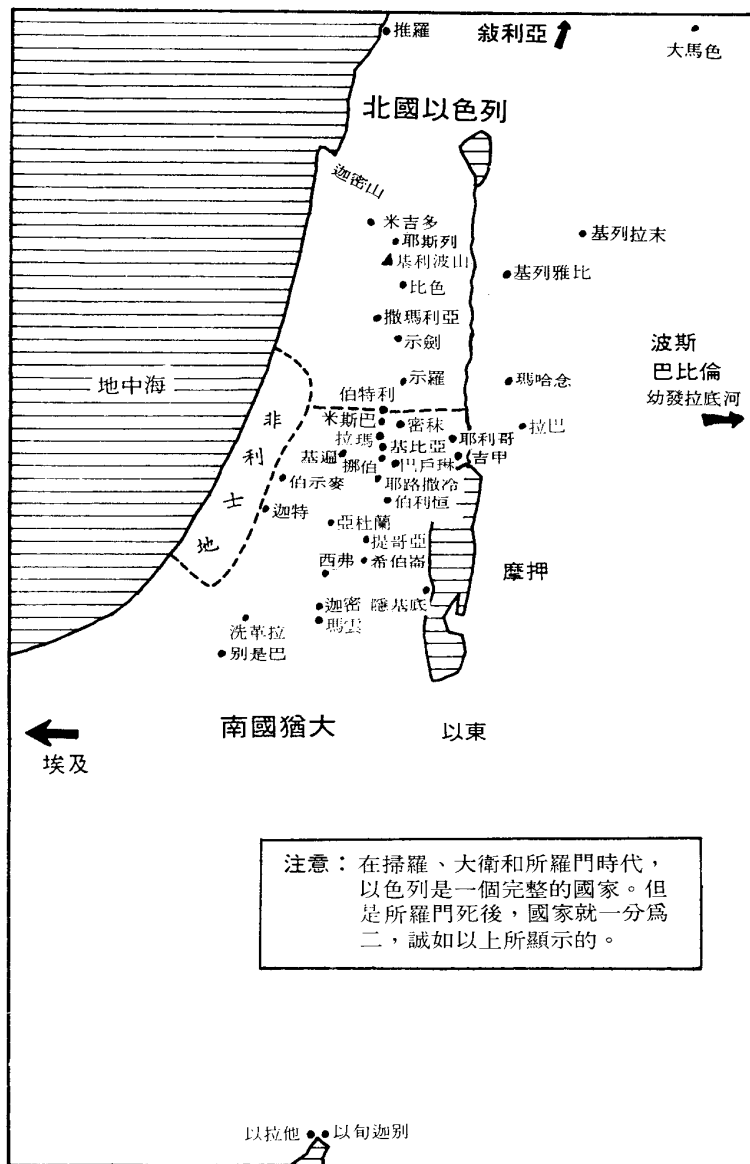 推羅
敍利亞
大馬色
北國以色列
迦密山
米吉多
耶斯列
基列拉末
基利波山
基列雅比
比色
撒瑪利亞
示劍
波斯
巴比倫
幼發拉底河
地中海
示羅
瑪哈念
伯特利
非利士地
米斯巴
密秣
拉巴
拉瑪
基比亞
耶利哥
基遍
挪伯
巴戶琳
吉甲
伯示麥
耶路撒冷
伯利恒
迦特
亞杜蘭
提哥亞
西弗
希伯崙
摩押
迦密
隱基底
瑪雲
洗革拉
別是巴
南國猶大
以東
埃及
注意：在掃羅、大衛和所羅門時代，
以色列是一個完整的國家。但
是所羅門死後，國家就一分爲
二，誠如以上所顯示的。
以拉他
以旬迦別